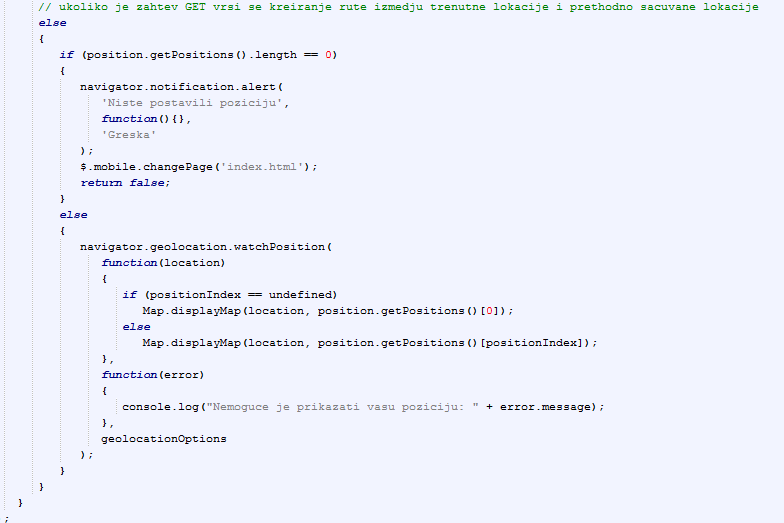 // ukoliko je zahtev GET vrsi se kreiranje rute izmedju trenutne lokacije i prethodno sacuvane lokacije
else
{
if (position.getPositions().length == 0)
{
navigator.notification.alert(
'Niste postavili poziciju',
function(){},
'Greska'
);
$.mobile.changePage('index.html');
return false;
}
else
{
navigator.geolocation.watchPosition(
function(location)
{
if (positionIndex == undefined)
Map.displayMap(location, position.getPositions()[0]);
else
Map.displayMap(location, position.getPositions()[positionIndex]);
},
function(error)
{
console.log("Nemoguce je prikazati vasu poziciju: " + error.message);
},
geolocationOptions
);
}
}
}
;